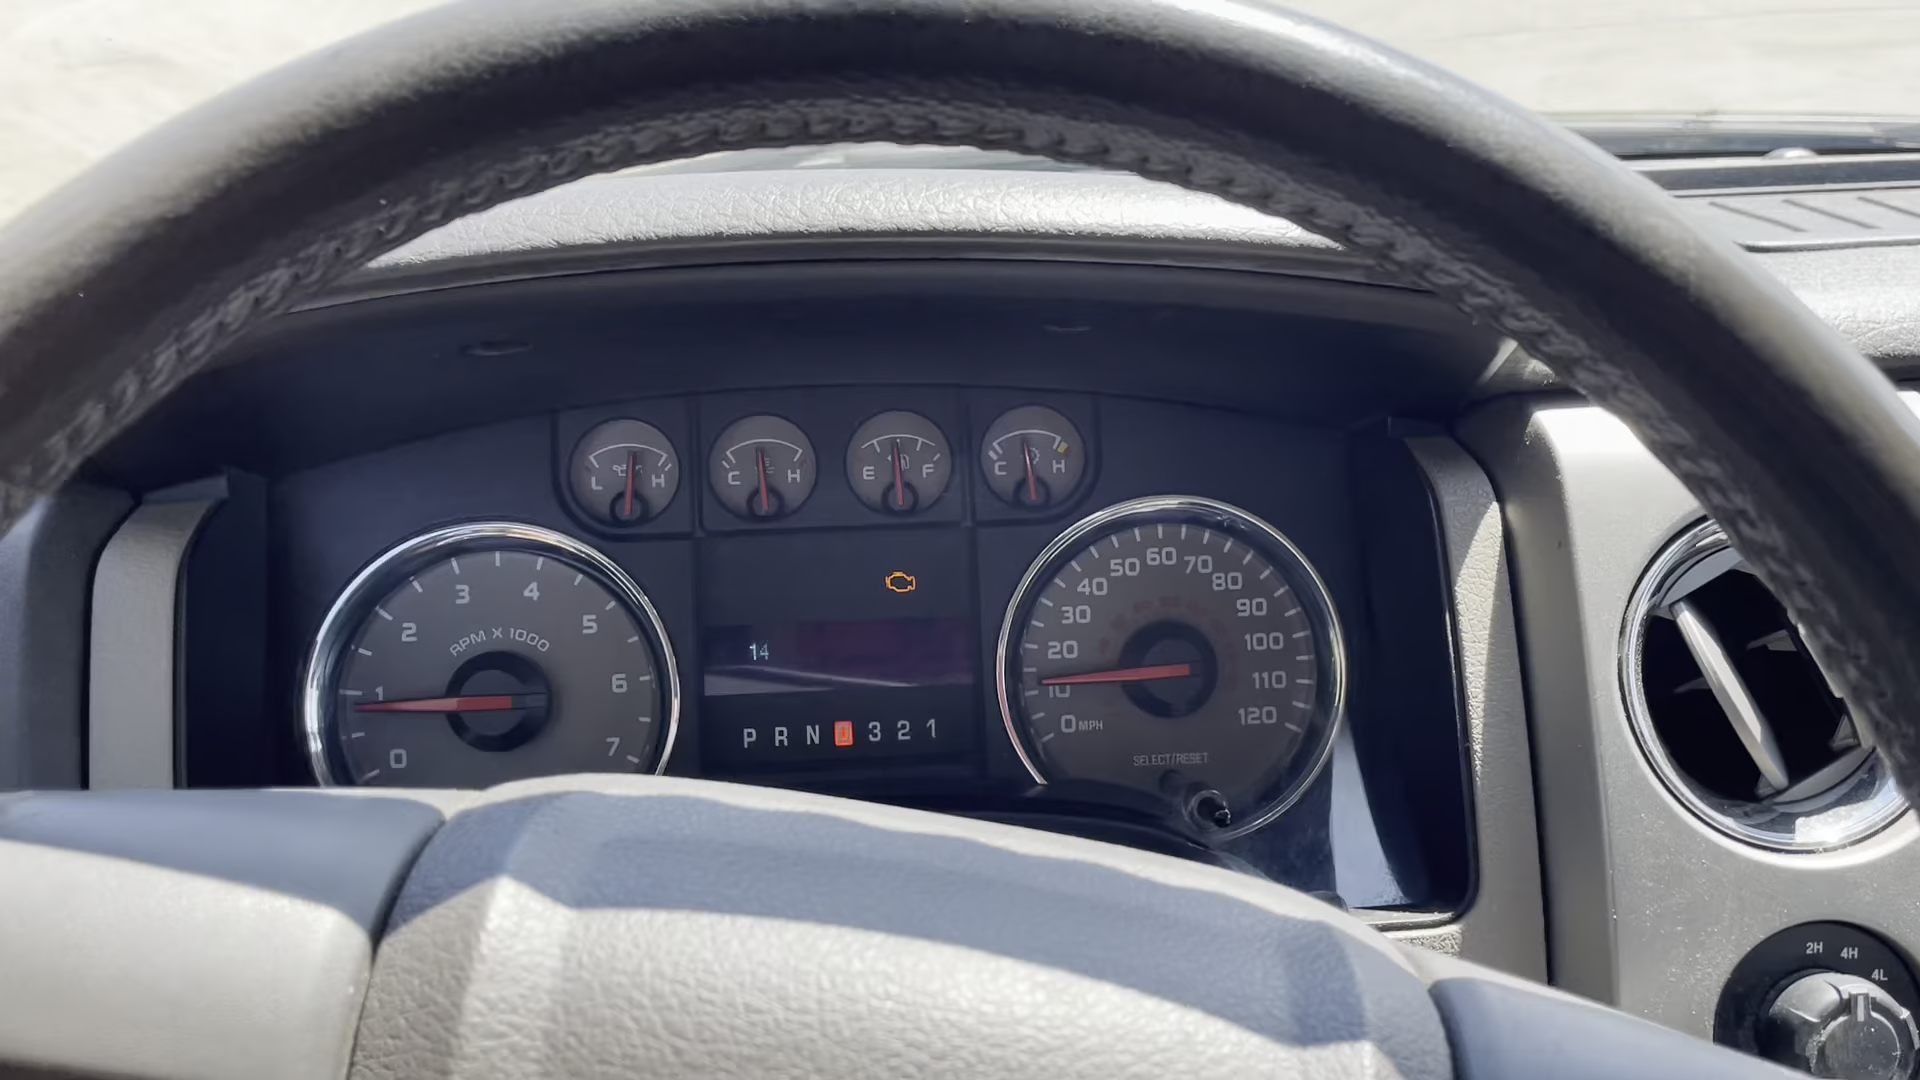 L H
C H
E F
C H
0 1 2 3 4 5 6 7
RPM X 1000
14
P R N D 3 2 1
0 MPH 10 20 30 40 50 60 70 80 90 100 110 120
SELECT/RESET
2H 4H 4L